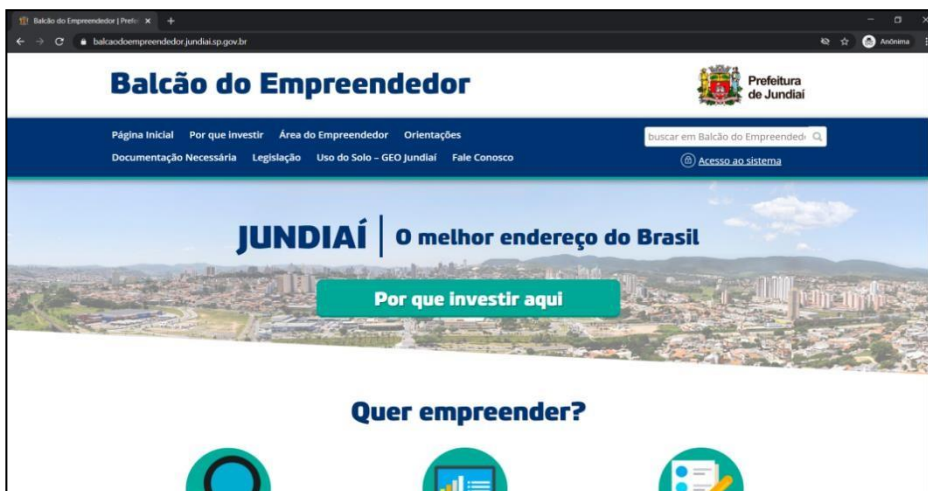 Balcão do Empreendedor | Prefei
balcaodoempreendedor.jundiai.sp.gov.br
Anônima
Balcão do Empreendedor
Prefeitura
de Jundiaí
Página Inicial Por que investir Área do Empreendedor Orientações
buscar em Balcão do Empreended
Documentação Necessária Legislação Uso do Solo – GEO Jundiaí Fale Conosco
Acesso ao sistema
JUNDIAÍ | O melhor endereço do Brasil
Por que investir aqui
Quer empreender?